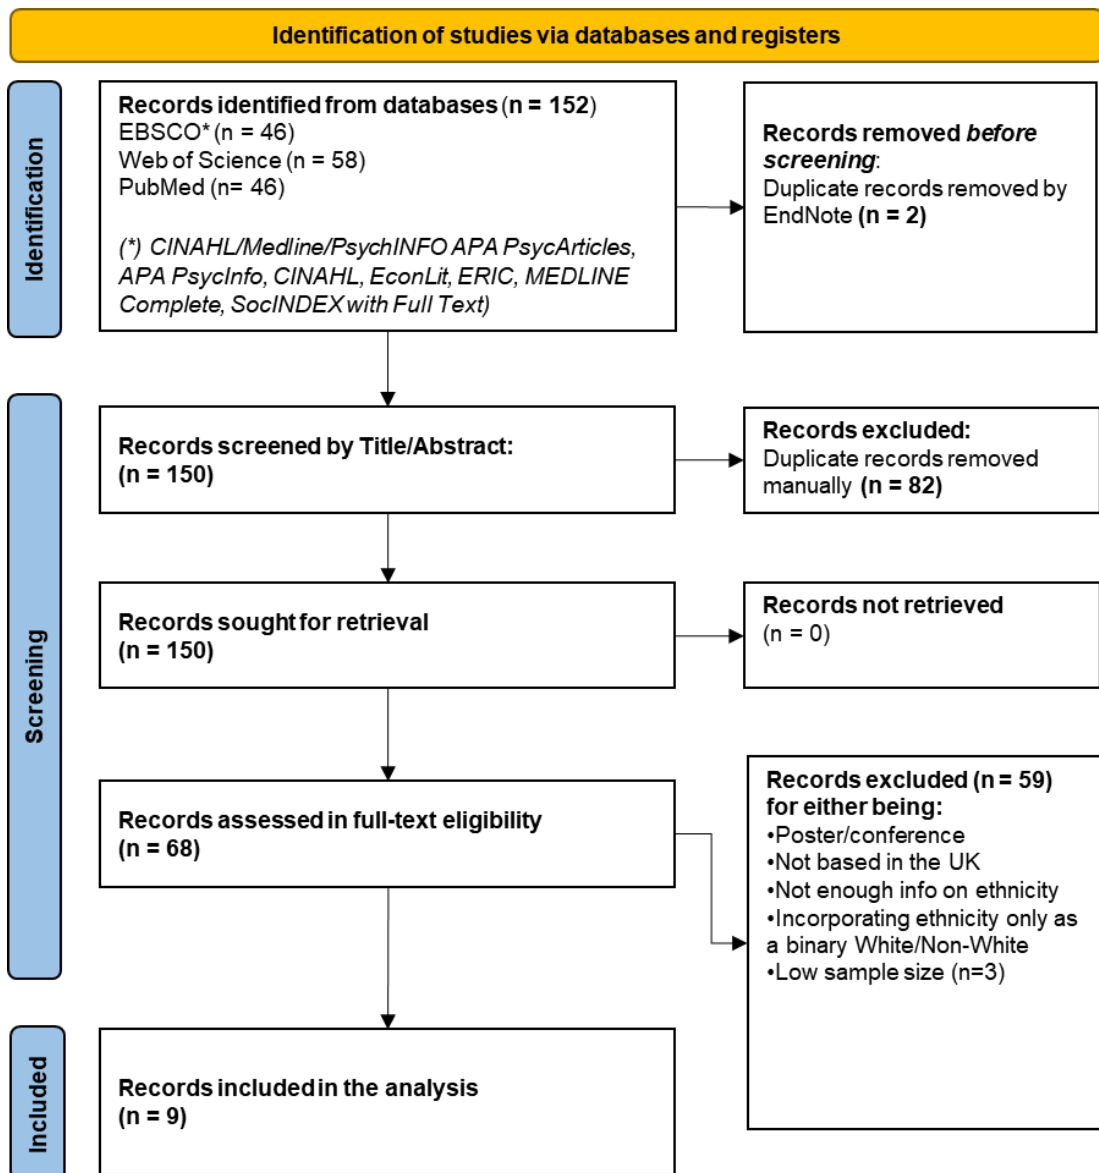 Identification of studies via databases and registers
Identification
Records identified from databases (n = 152)
EBSCO* (n = 46)
Web of Science (n = 58)
PubMed (n= 46)
(*) CINAHL/Medline/PsychINFO APA PsycArticles,
APA PsycInfo, CINAHL, EconLit, ERIC, MEDLINE
Complete, SocINDEX with Full Text)
Records removed before
screening:
Duplicate records removed by
EndNote (n = 2)
Screening
Records screened by Title/Abstract:
(n = 150)
Records excluded:
Duplicate records removed
manually (n = 82)
Records sought for retrieval
(n = 150)
Records not retrieved
(n = 0)
Records assessed in full-text eligibility
(n = 68)
Records excluded (n = 59)
for either being:
•Poster/conference
•Not based in the UK
•Not enough info on ethnicity
•Incorporating ethnicity only as
a binary White/Non-White
•Low sample size (n=3)
Included
Records included in the analysis
(n = 9)